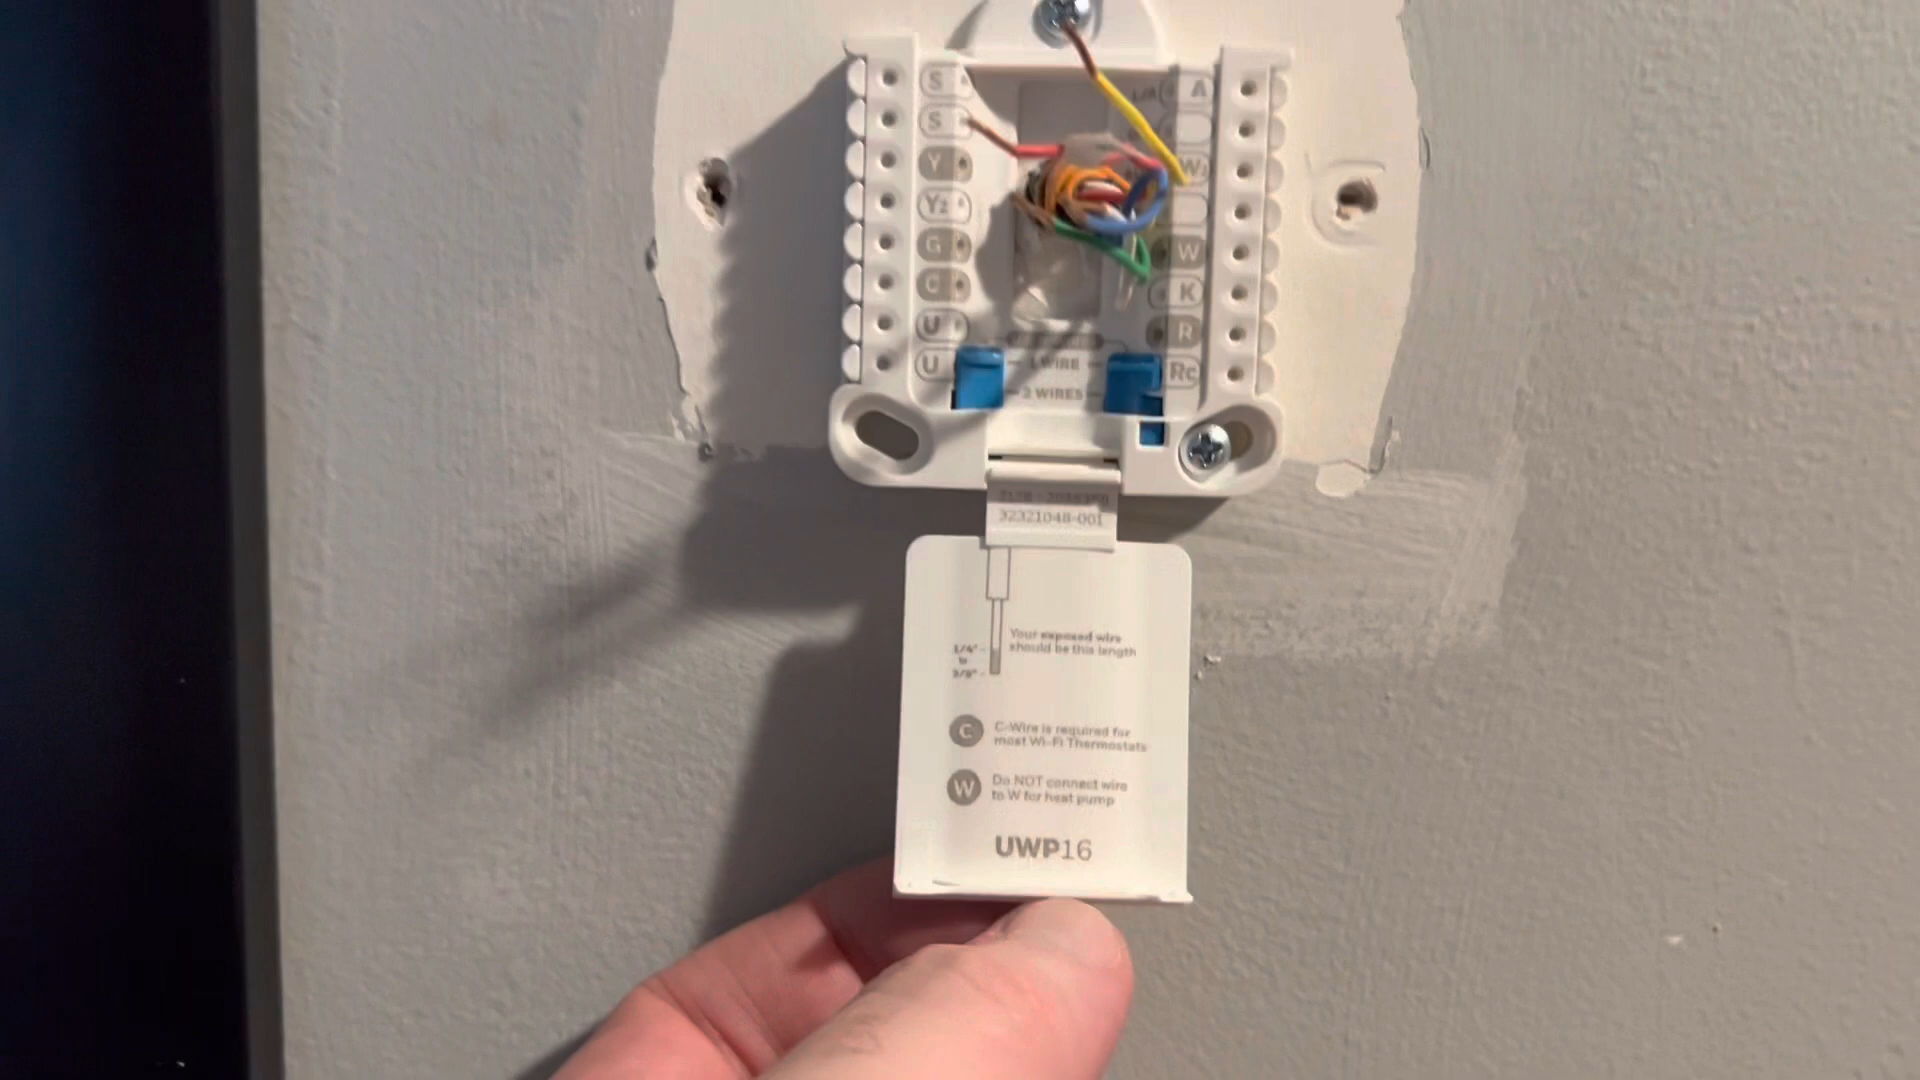 S
A
S
Y
W
Y2
G
W
C
K
U
R
1 WIRE
U
Rc
2 WIRES
32321048-001
Your exposed wire
should be this length
1/4"
to
3/8"
C
C-Wire is required for
most Wi-Fi Thermostats
W
Do NOT connect wire
to W for heat pump
UWP16